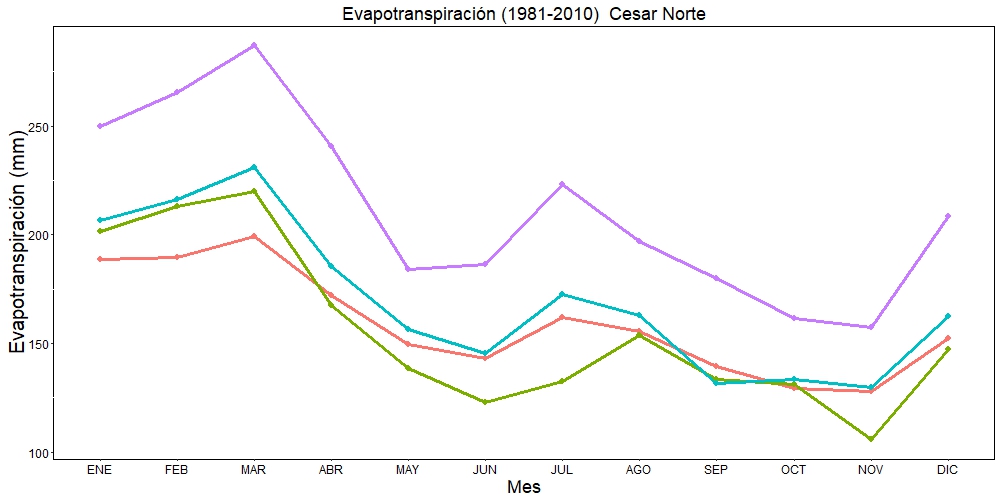 Evapotranspiración (1981-2010)  Cesar Norte
Evapotranspiración (mm)
250
200
150
100
ENE FEB MAR ABR MAY JUN JUL AGO SEP OCT NOV DIC
Mes